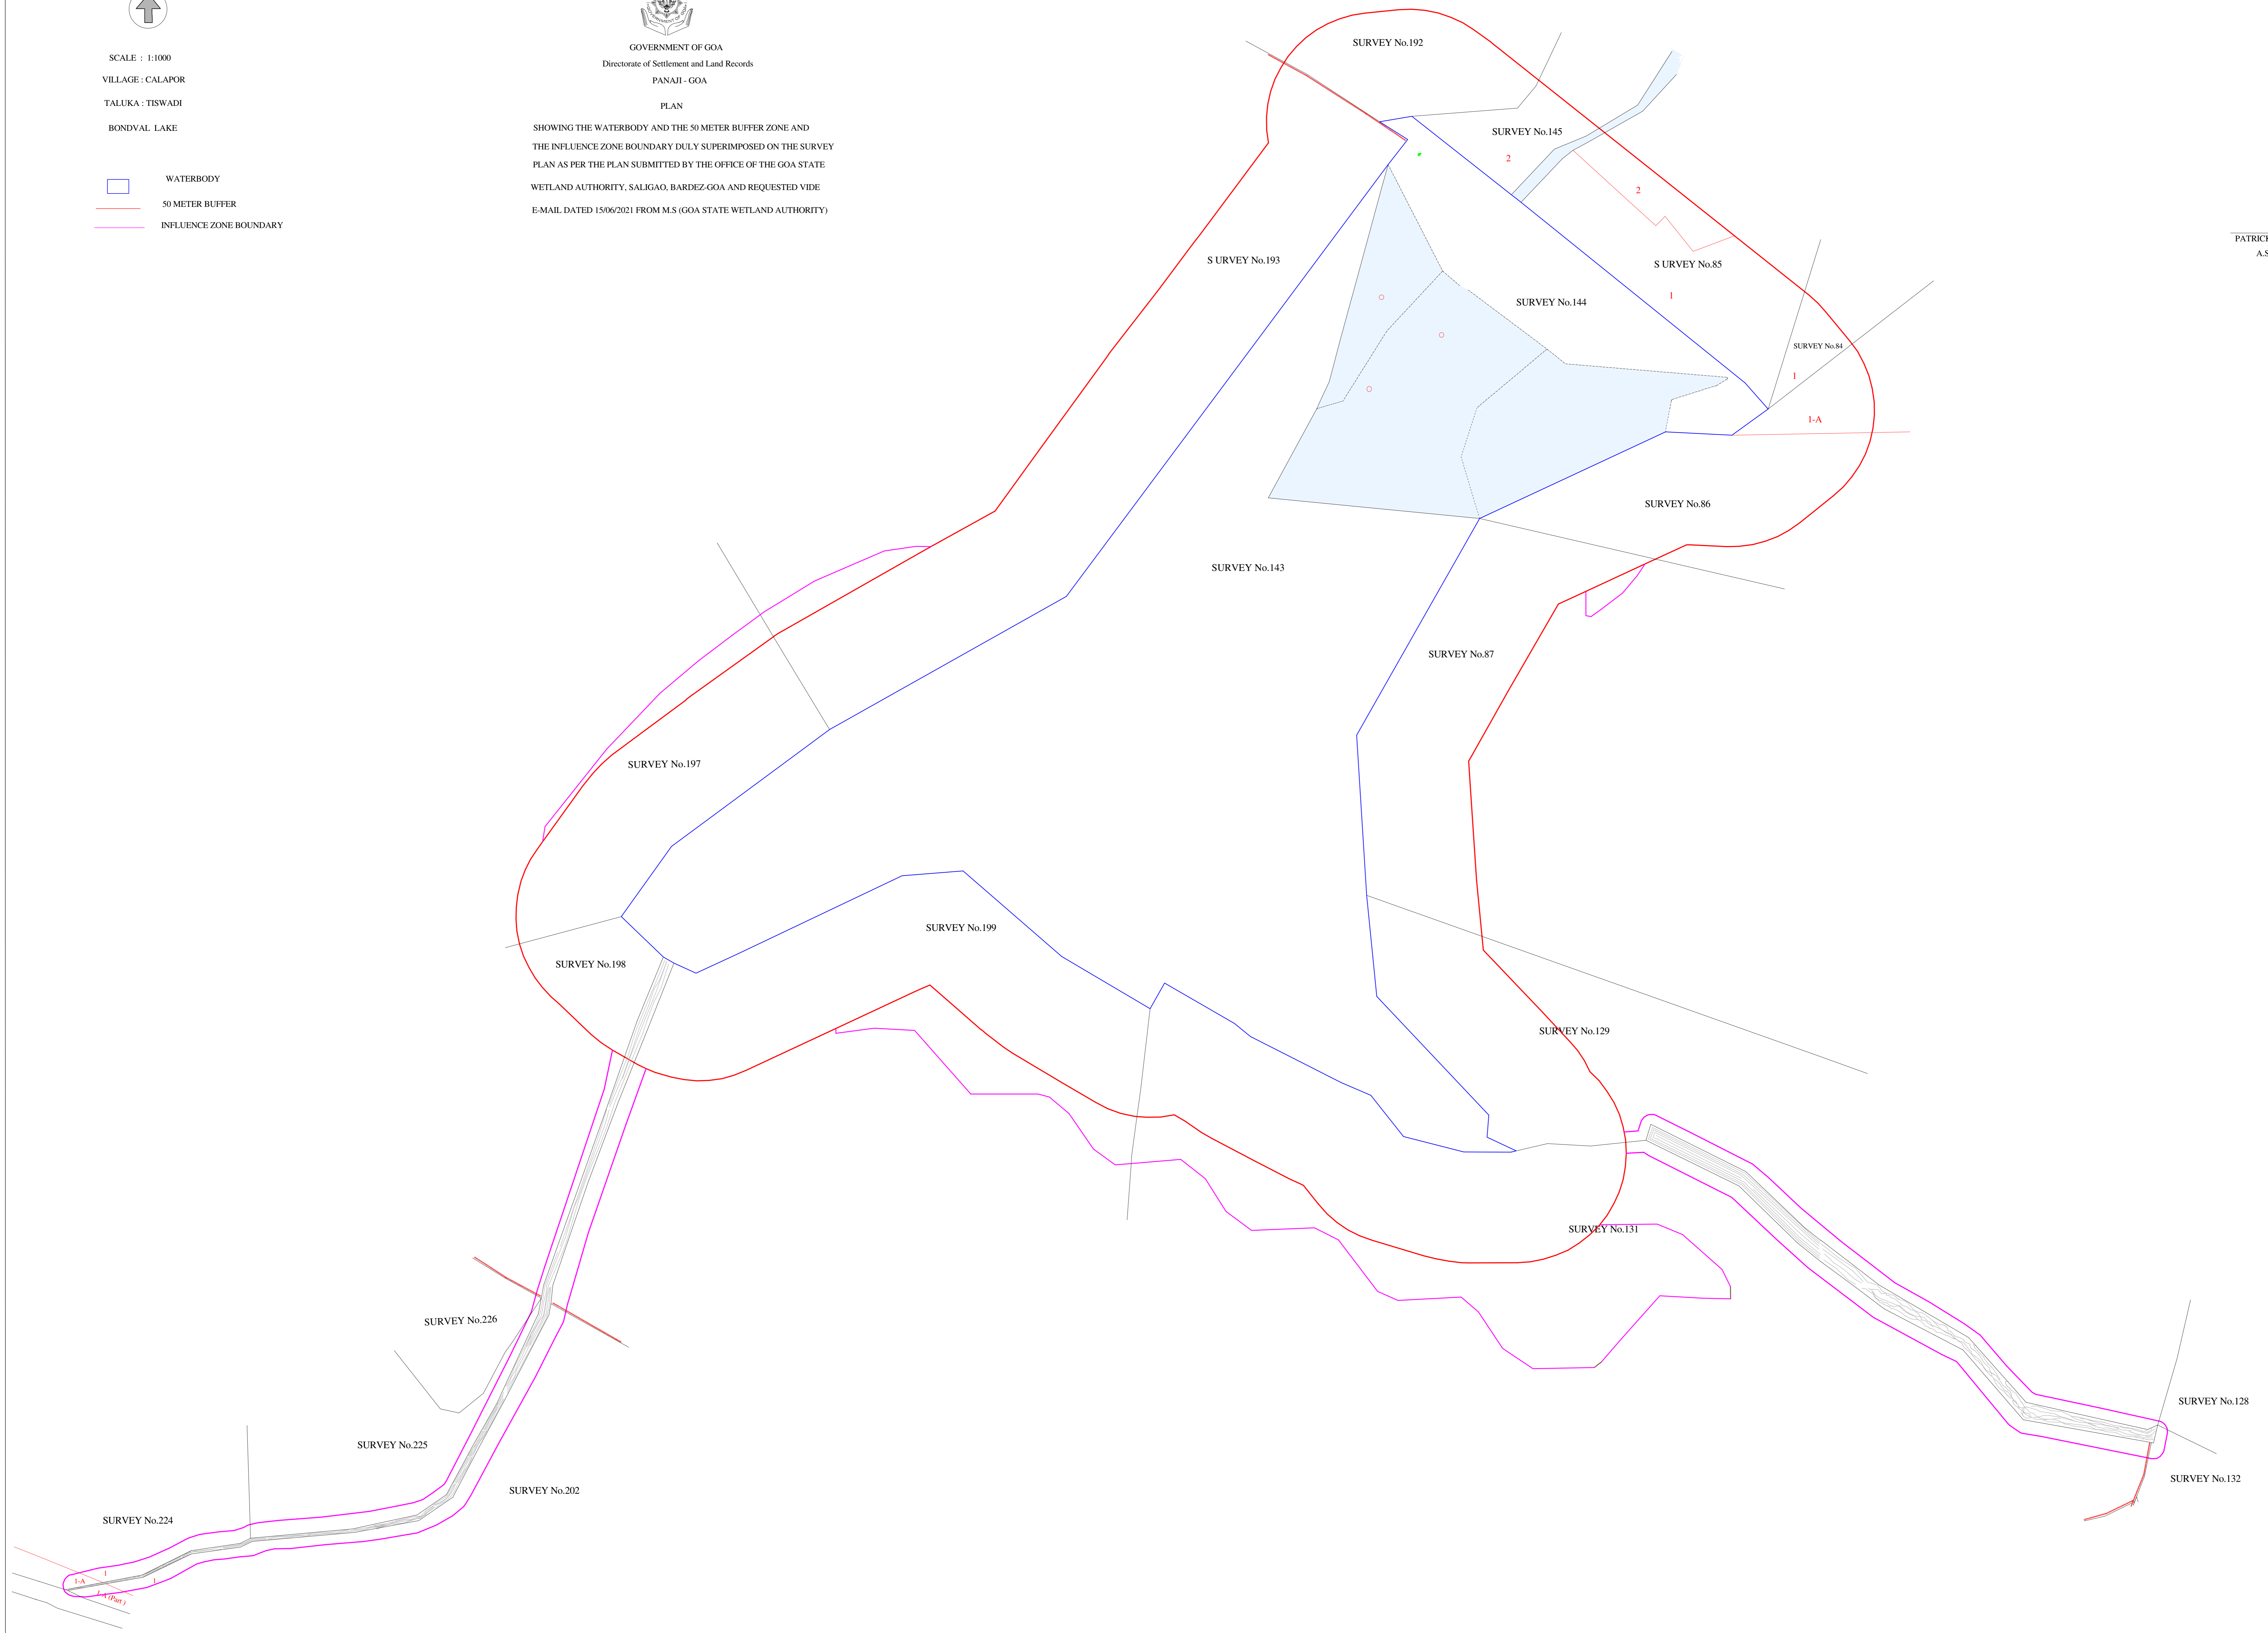 SCALE : 1:1000
VILLAGE : CALAPOR
TALUKA : TISWADI
BONDVAL LAKE
WATERBODY
50 METER BUFFER
INFLUENCE ZONE BOUNDARY
GOVERNMENT OF GOA
GOVERNMENT OF GOA
Directorate of Settlement and Land Records
PANAJI - GOA
PLAN
SHOWING THE WATERBODY AND THE 50 METER BUFFER ZONE AND
THE INFLUENCE ZONE BOUNDARY DULY SUPERIMPOSED ON THE SURVEY
PLAN AS PER THE PLAN SUBMITTED BY THE OFFICE OF THE GOA STATE
WETLAND AUTHORITY, SALIGAO, BARDEZ-GOA AND REQUESTED VIDE
E-MAIL DATED 15/06/2021 FROM M.S (GOA STATE WETLAND AUTHORITY)
SURVEY No.192
SURVEY No.145
2
2
S URVEY No.193
S URVEY No.85
1
SURVEY No.144
SURVEY No.84
1
1-A
PATRICK
A.S
SURVEY No.86
SURVEY No.143
SURVEY No.87
SURVEY No.197
SURVEY No.199
SURVEY No.198
SURVEY No.129
SURVEY No.131
SURVEY No.226
SURVEY No.128
SURVEY No.225
SURVEY No.132
SURVEY No.202
SURVEY No.224
1
1-A
1
1-A (Part )